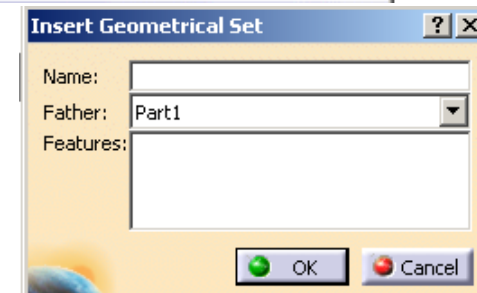 Insert Geometrical Set
Name:
Father: Part1
Features:
OK Cancel